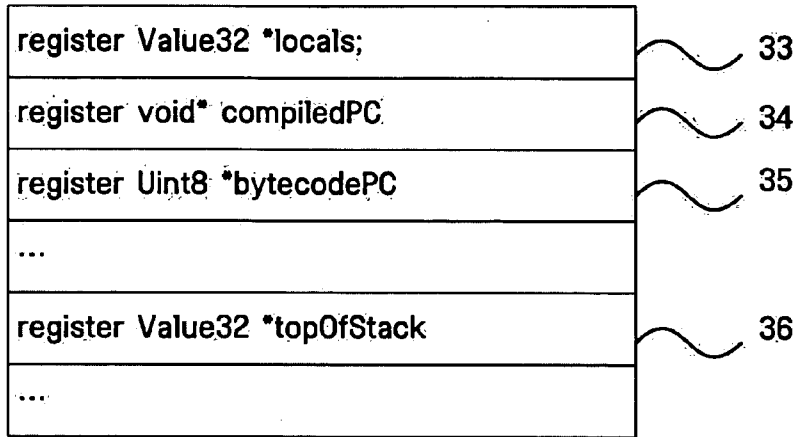 register Value32 *locals;
33
register void* compiledPC
34
register Uint8 *bytecodePC
35
...
register Value32 *topOfStack
36
...